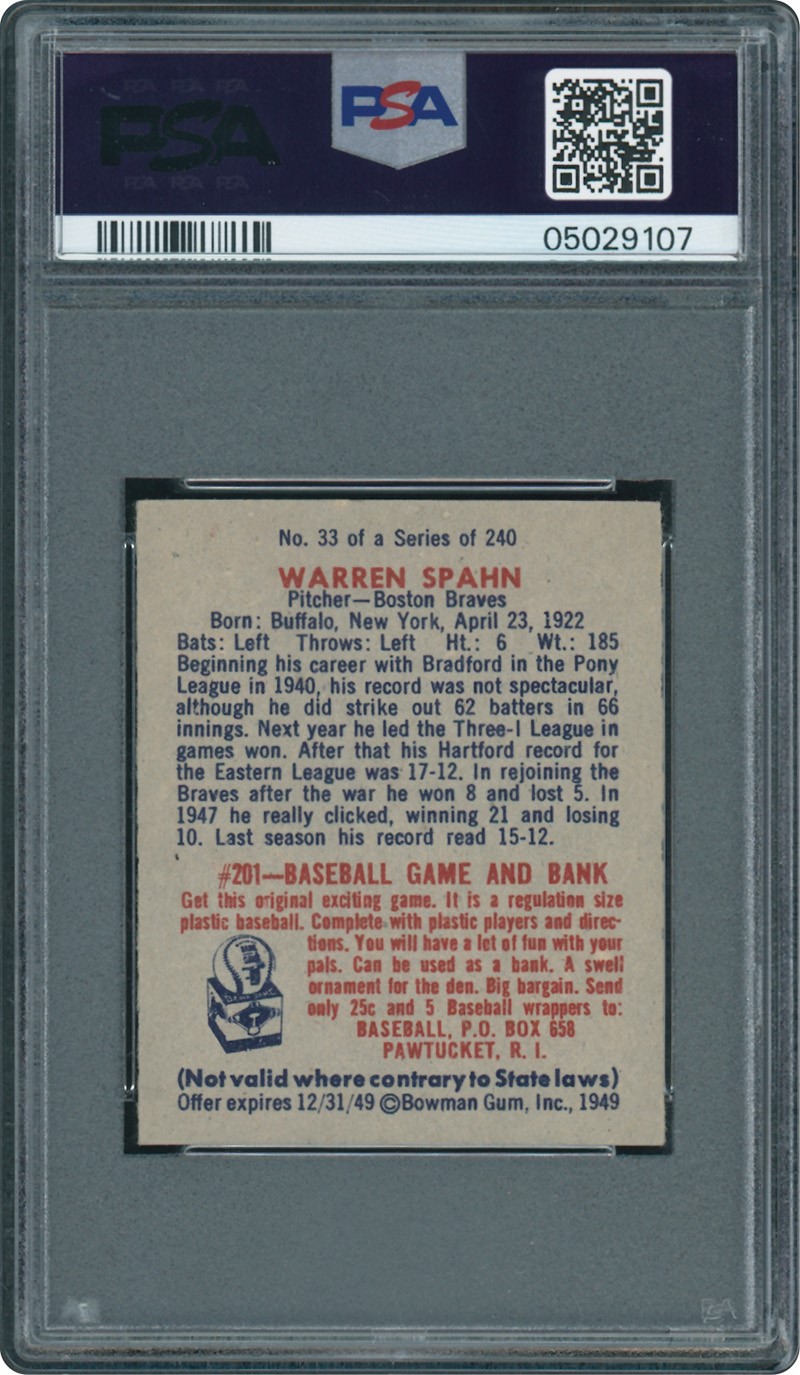 PSA PSA PSA
PSA
PSA
PSA PSA PSA
05029107
No. 33 of a Series of 240
WARREN SPAHN
Pitcher—Boston Braves
Born: Buffalo, New York, April 23, 1922
Bats: Left Throws: Left Ht.: 6 Wt.: 185
Beginning his career with Bradford in the Pony
League in 1940, his record was not spectacular,
although he did strike out 62 batters in 66
innings. Next year he led the Three-I League in
games won. After that his Hartford record for
the Eastern League was 17-12. In rejoining the
Braves after the war he won 8 and lost 5. In
1947 he really clicked, winning 21 and losing
10. Last season his record read 15-12.
#201—BASEBALL GAME AND BANK
Get this original exciting game. It is a regulation size
plastic baseball. Complete with plastic players and direc-
tions. You will have a lot of fun with your
pals. Can be used as a bank. A swell
ornament for the den. Big bargain. Send
only 25c and 5 Baseball wrappers to:
BASEBALL, P.O. BOX 658
PAWTUCKET, R. I.
(Not valid where contrary to State laws)
Offer expires 12/31/49 ©Bowman Gum, Inc., 1949
PSA